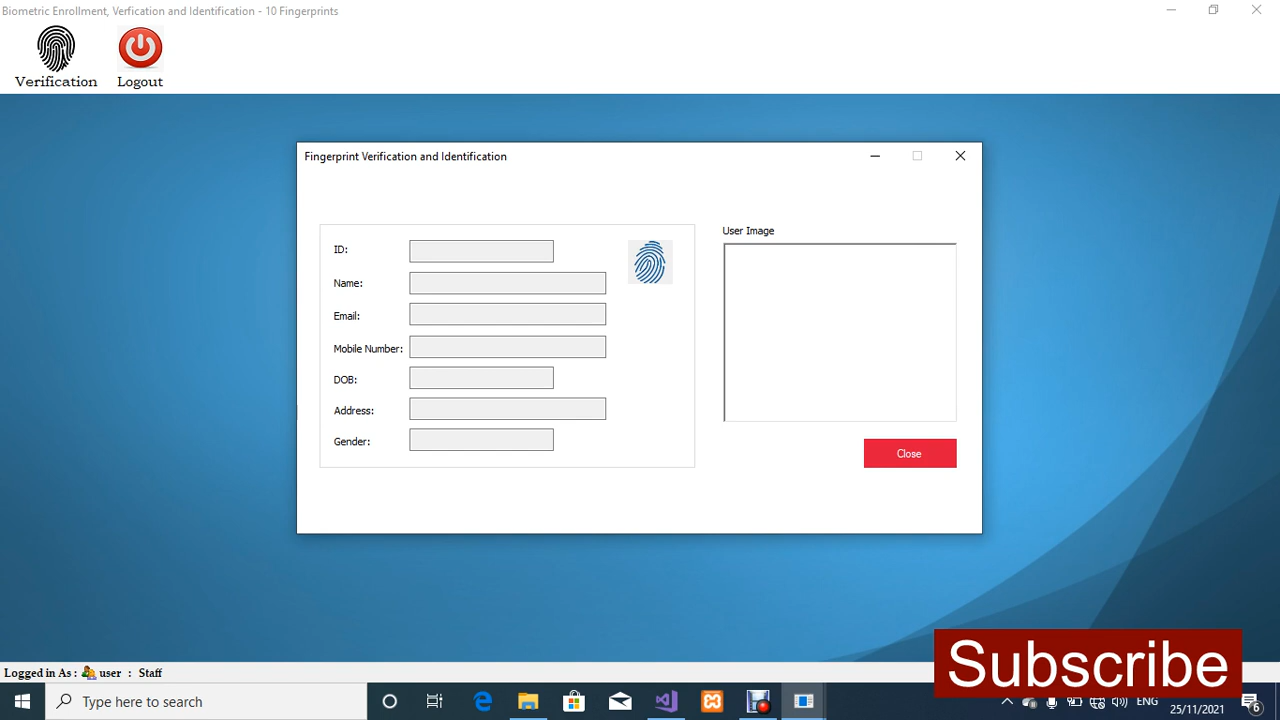 Biometric Enrollment, Verfication and Identification - 10 Fingerprints
Verification
Logout
Fingerprint Verification and Identification
User Image
ID:
Name:
Email:
Mobile Number:
DOB:
Address:
Gender:
Close
Logged in As : user : Staff
Subscribe
Type here to search
ENG
25/11/2021
6